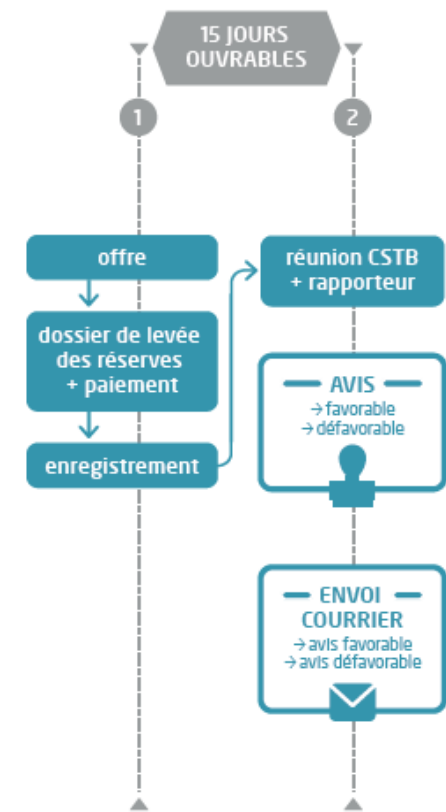 15 JOURS
OUVRABLES
1
2
offre
dossier de levée
des réserves
+ paiement
enregistrement
réunion CSTB
+ rapporteur
AVIS
→ favorable
→ défavorable
ENVOI
COURRIER
→ avis favorable
→ avis défavorable